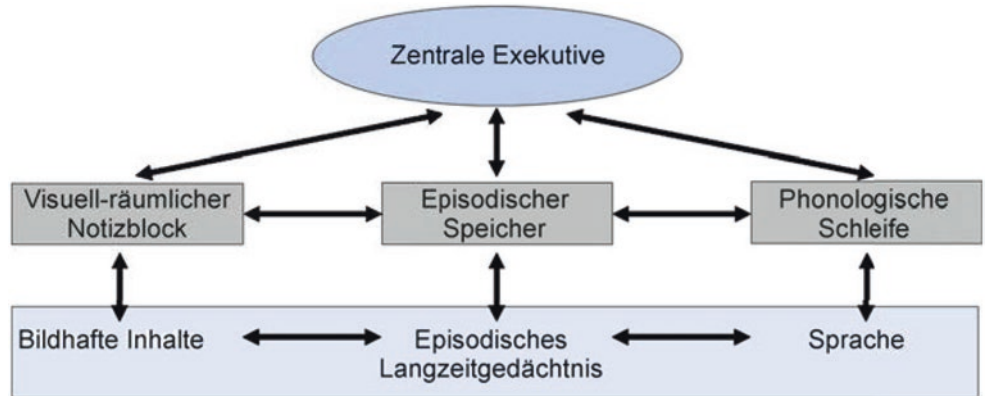 Zentrale Exekutive
Visuell-räumlicher
Notizblock
Episodischer
Speicher
Phonologische
Schleife
Bildhafte Inhalte
Episodisches
Langzeitgedächtnis
Sprache